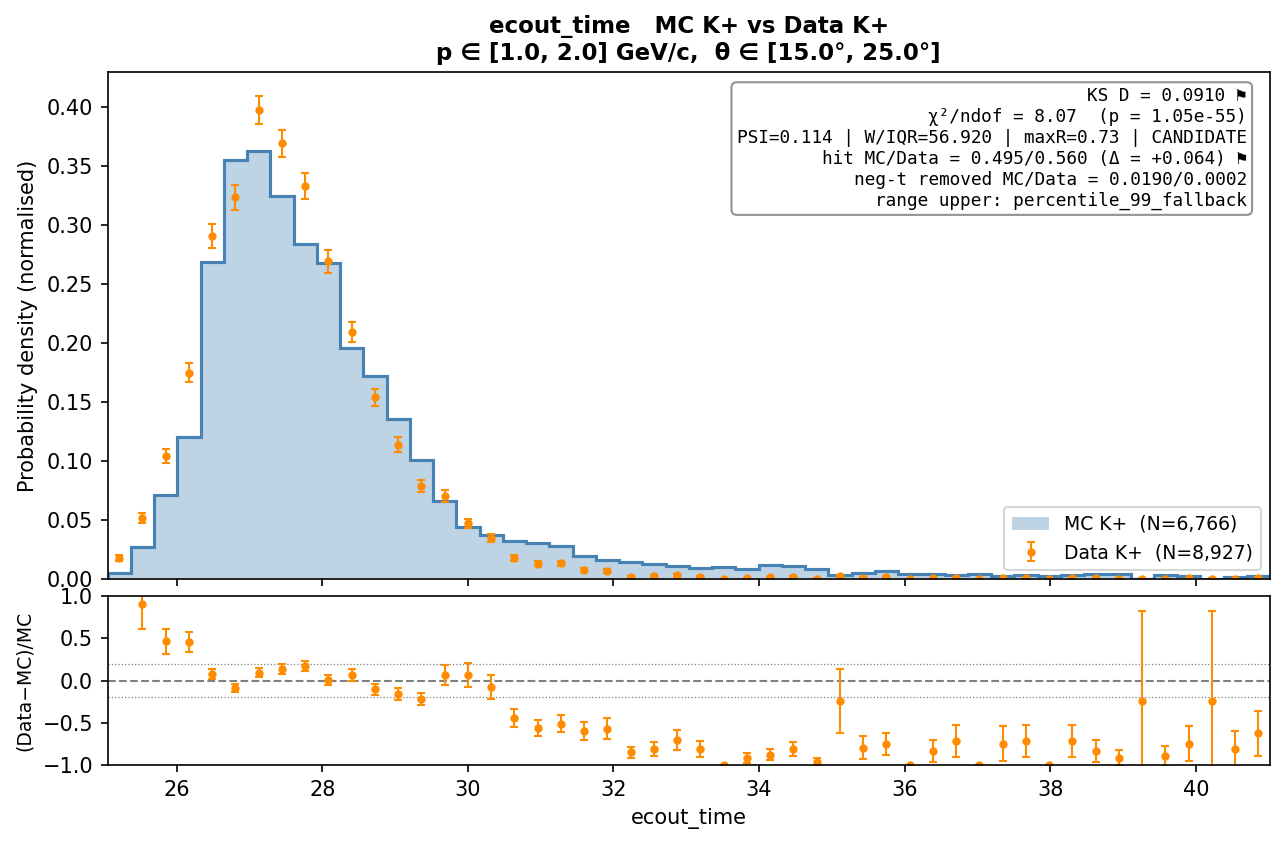 ecout_time   MC K+ vs Data K+
p ∈ [1.0, 2.0] GeV/c,  θ ∈ [15.0°, 25.0°]
KS D = 0.0910 ⚑
χ²/ndof = 8.07  (p = 1.05e-55)
PSI=0.114 | W/IQR=56.920 | maxR=0.73 | CANDIDATE
hit MC/Data = 0.495/0.560 (Δ = +0.064) ⚑
neg-t removed MC/Data = 0.0190/0.0002
range upper: percentile_99_fallback
Probability density (normalised)
0.40
0.35
0.30
0.25
0.20
0.15
0.10
0.05
0.00
MC K+  (N=6,766)
Data K+  (N=8,927)
(Data−MC)/MC
1.0
0.5
0.0
−0.5
−1.0
26 28 30 32 34 36 38 40
ecout_time